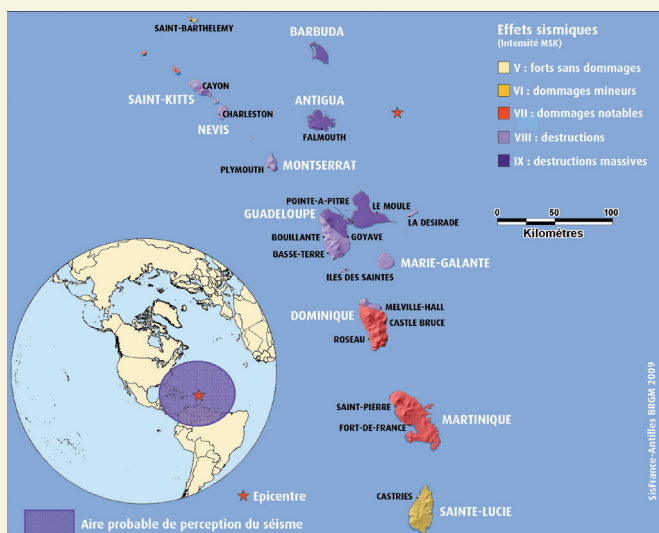 SAINT-BARTHELEMY
BARBUDA
Effets sismiques
(Intensité MSK)
V : forts sans dommages
VI : dommages mineurs
VII : dommages notables
VIII : destructions
IX : destructions massives
CAYON
SAINT-KITTS
ANTIGUA
NEVIS
CHARLESTON
FALMOUTH
PLYMOUTH
MONTSERRAT
POINTE-A-PITRE
LE MOULE
GUADELOUPE
LA DESIRADE
0 25 50 100
Kilomètres
BOUILLANTE
GOYAVE
BASSE-TERRE
MARIE-GALANTE
ILES DES SAINTES
DOMINIQUE
MELVILLE-HALL
CASTLE BRUCE
ROSEAU
SAINT-PIERRE
MARTINIQUE
FORT-DE-FRANCE
CASTRIES
SAINTE-LUCIE
Epicentre
Aire probable de perception du séisme
SisFrance-Antilles BRGM 2009